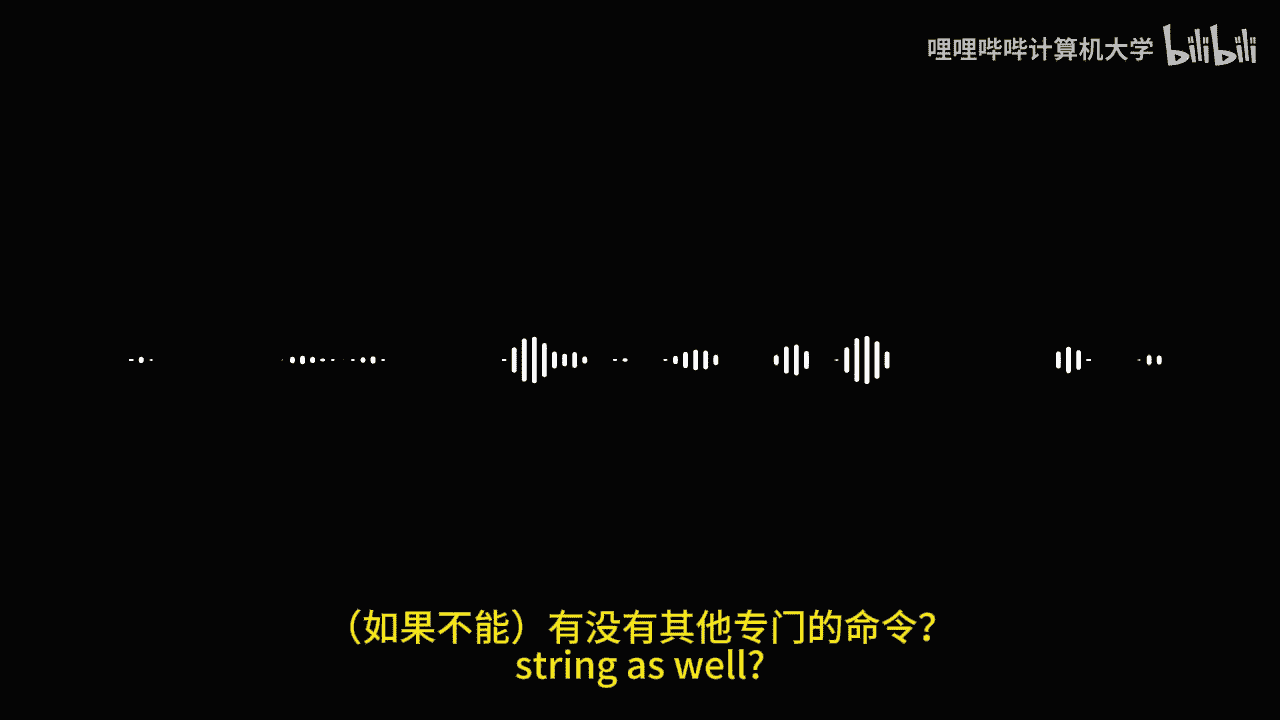 哩哩哔哔计算机大学 bilibili
（如果不能）有没有其他专门的命令？
string as well?